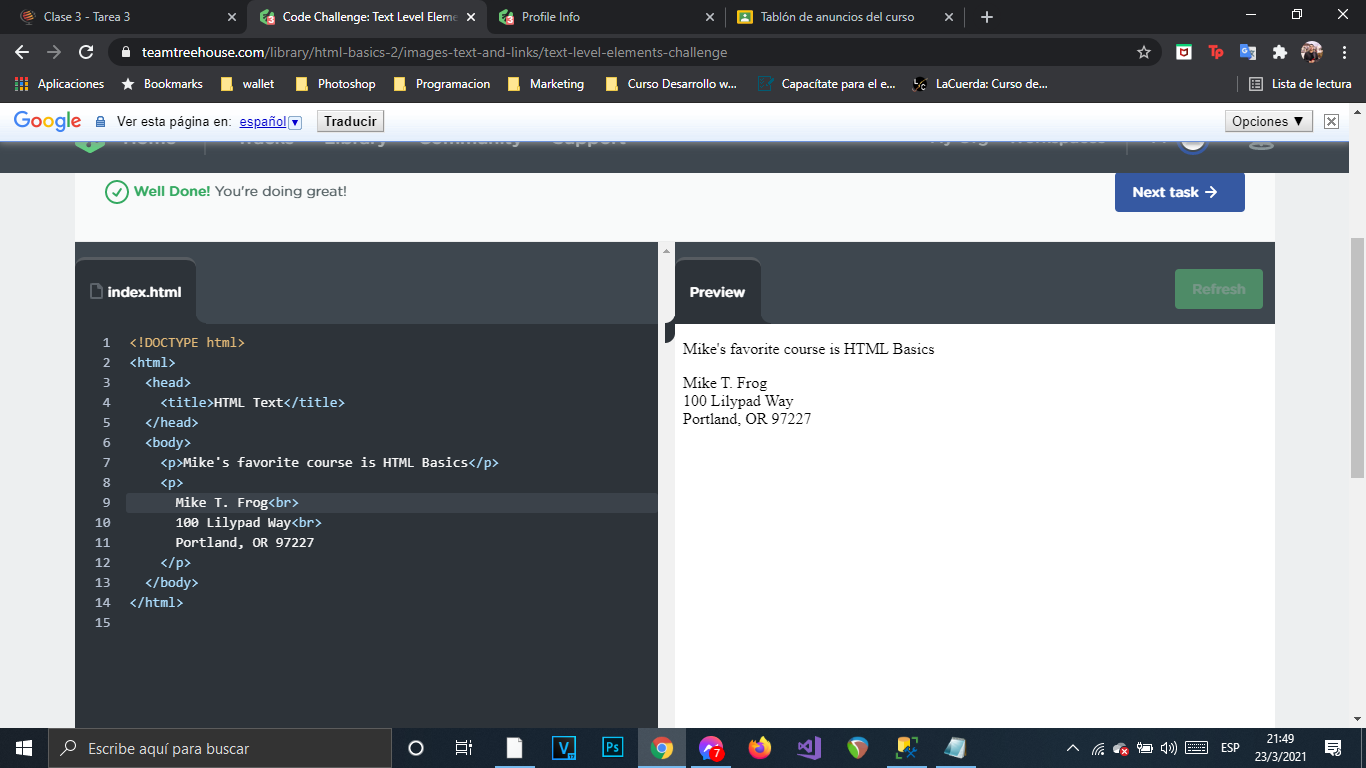 Clase 3 - Tarea 3
Code Challenge: Text Level Eleme
Profile Info
Tablón de anuncios del curso
teamtreehouse.com/library/html-basics-2/images-text-and-links/text-level-elements-challenge
Aplicaciones
Bookmarks
wallet
Photoshop
Programacion
Marketing
Curso Desarrollo w...
Capacítate para el e...
LaCuerda: Curso de...
Lista de lectura
Google
Ver esta página en: español
Traducir
Opciones ▼
Home
Tracks
Library
Community
Support
My Org
Workspaces
Well Done! You're doing great!
Next task →
index.html
Preview
Refresh
1 <!DOCTYPE html>
2 <html>
3 <head>
4 <title>HTML Text</title>
5 </head>
6 <body>
7 <p>Mike's favorite course is HTML Basics</p>
8 <p>
9 Mike T. Frog<br>
10 100 Lilypad Way<br>
11 Portland, OR 97227
12 </p>
13 </body>
14 </html>
15
Mike's favorite course is HTML Basics
Mike T. Frog
100 Lilypad Way
Portland, OR 97227
Escribe aquí para buscar
V
Ps
7
ESP
21:49
23/3/2021